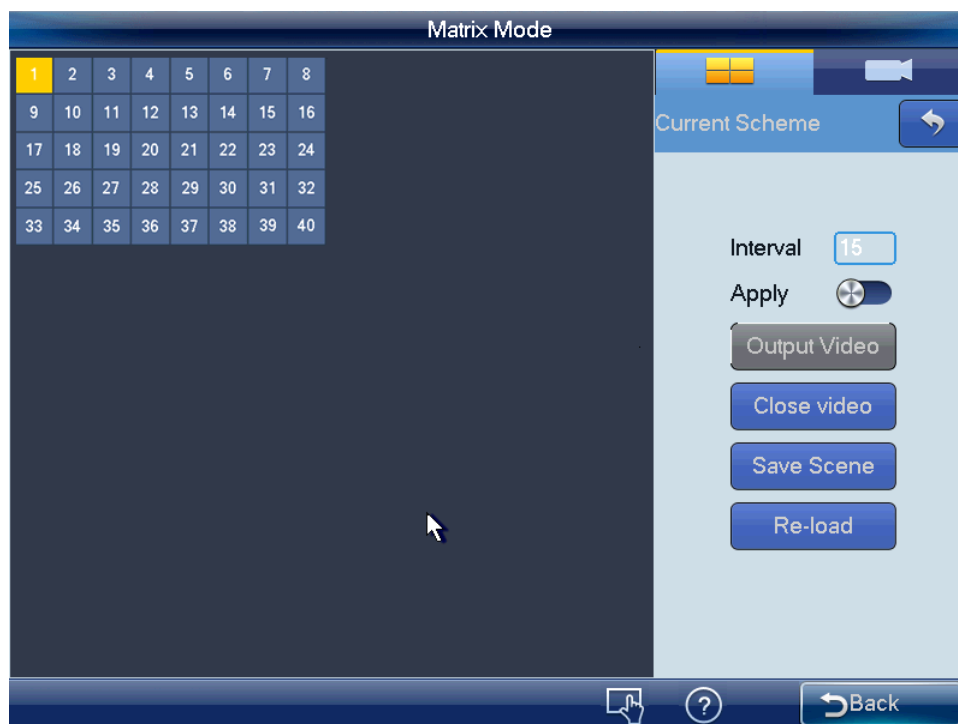 Matrix Mode
1 2 3 4 5 6 7 8
9 10 11 12 13 14 15 16
17 18 19 20 21 22 23 24
25 26 27 28 29 30 31 32
33 34 35 36 37 38 39 40
Current Scheme
Interval 15
Apply
Output Video
Close video
Save Scene
Re-load
?
Back